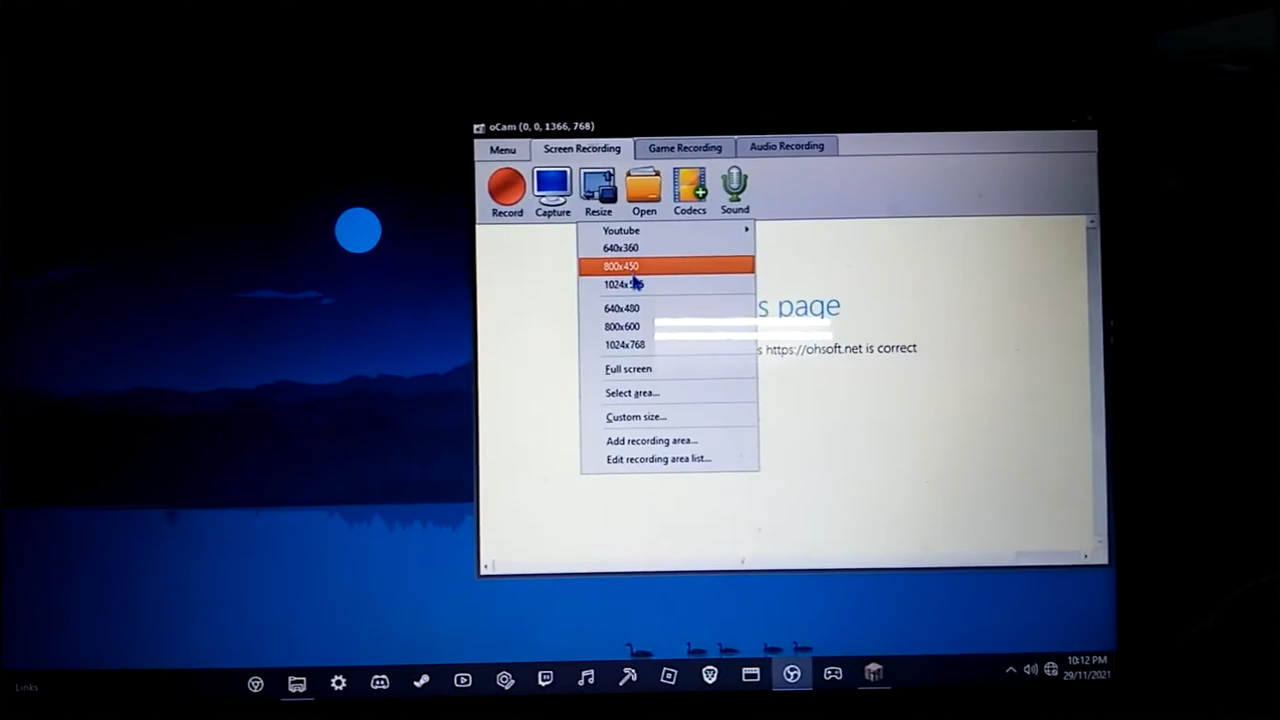 oCam (0, 0, 1366, 768)
Menu
Screen Recording
Game Recording
Audio Recording
Record
Capture
Resize
Open
Codecs
Sound
Youtube
640x360
800x450
1024x
640x480
800x600
1024x768
Full screen
Select area...
Custom size...
Add recording area...
Edit recording area list...
s page
s https://ohsoft.net is correct
Links
10:12 PM
29/11/2021